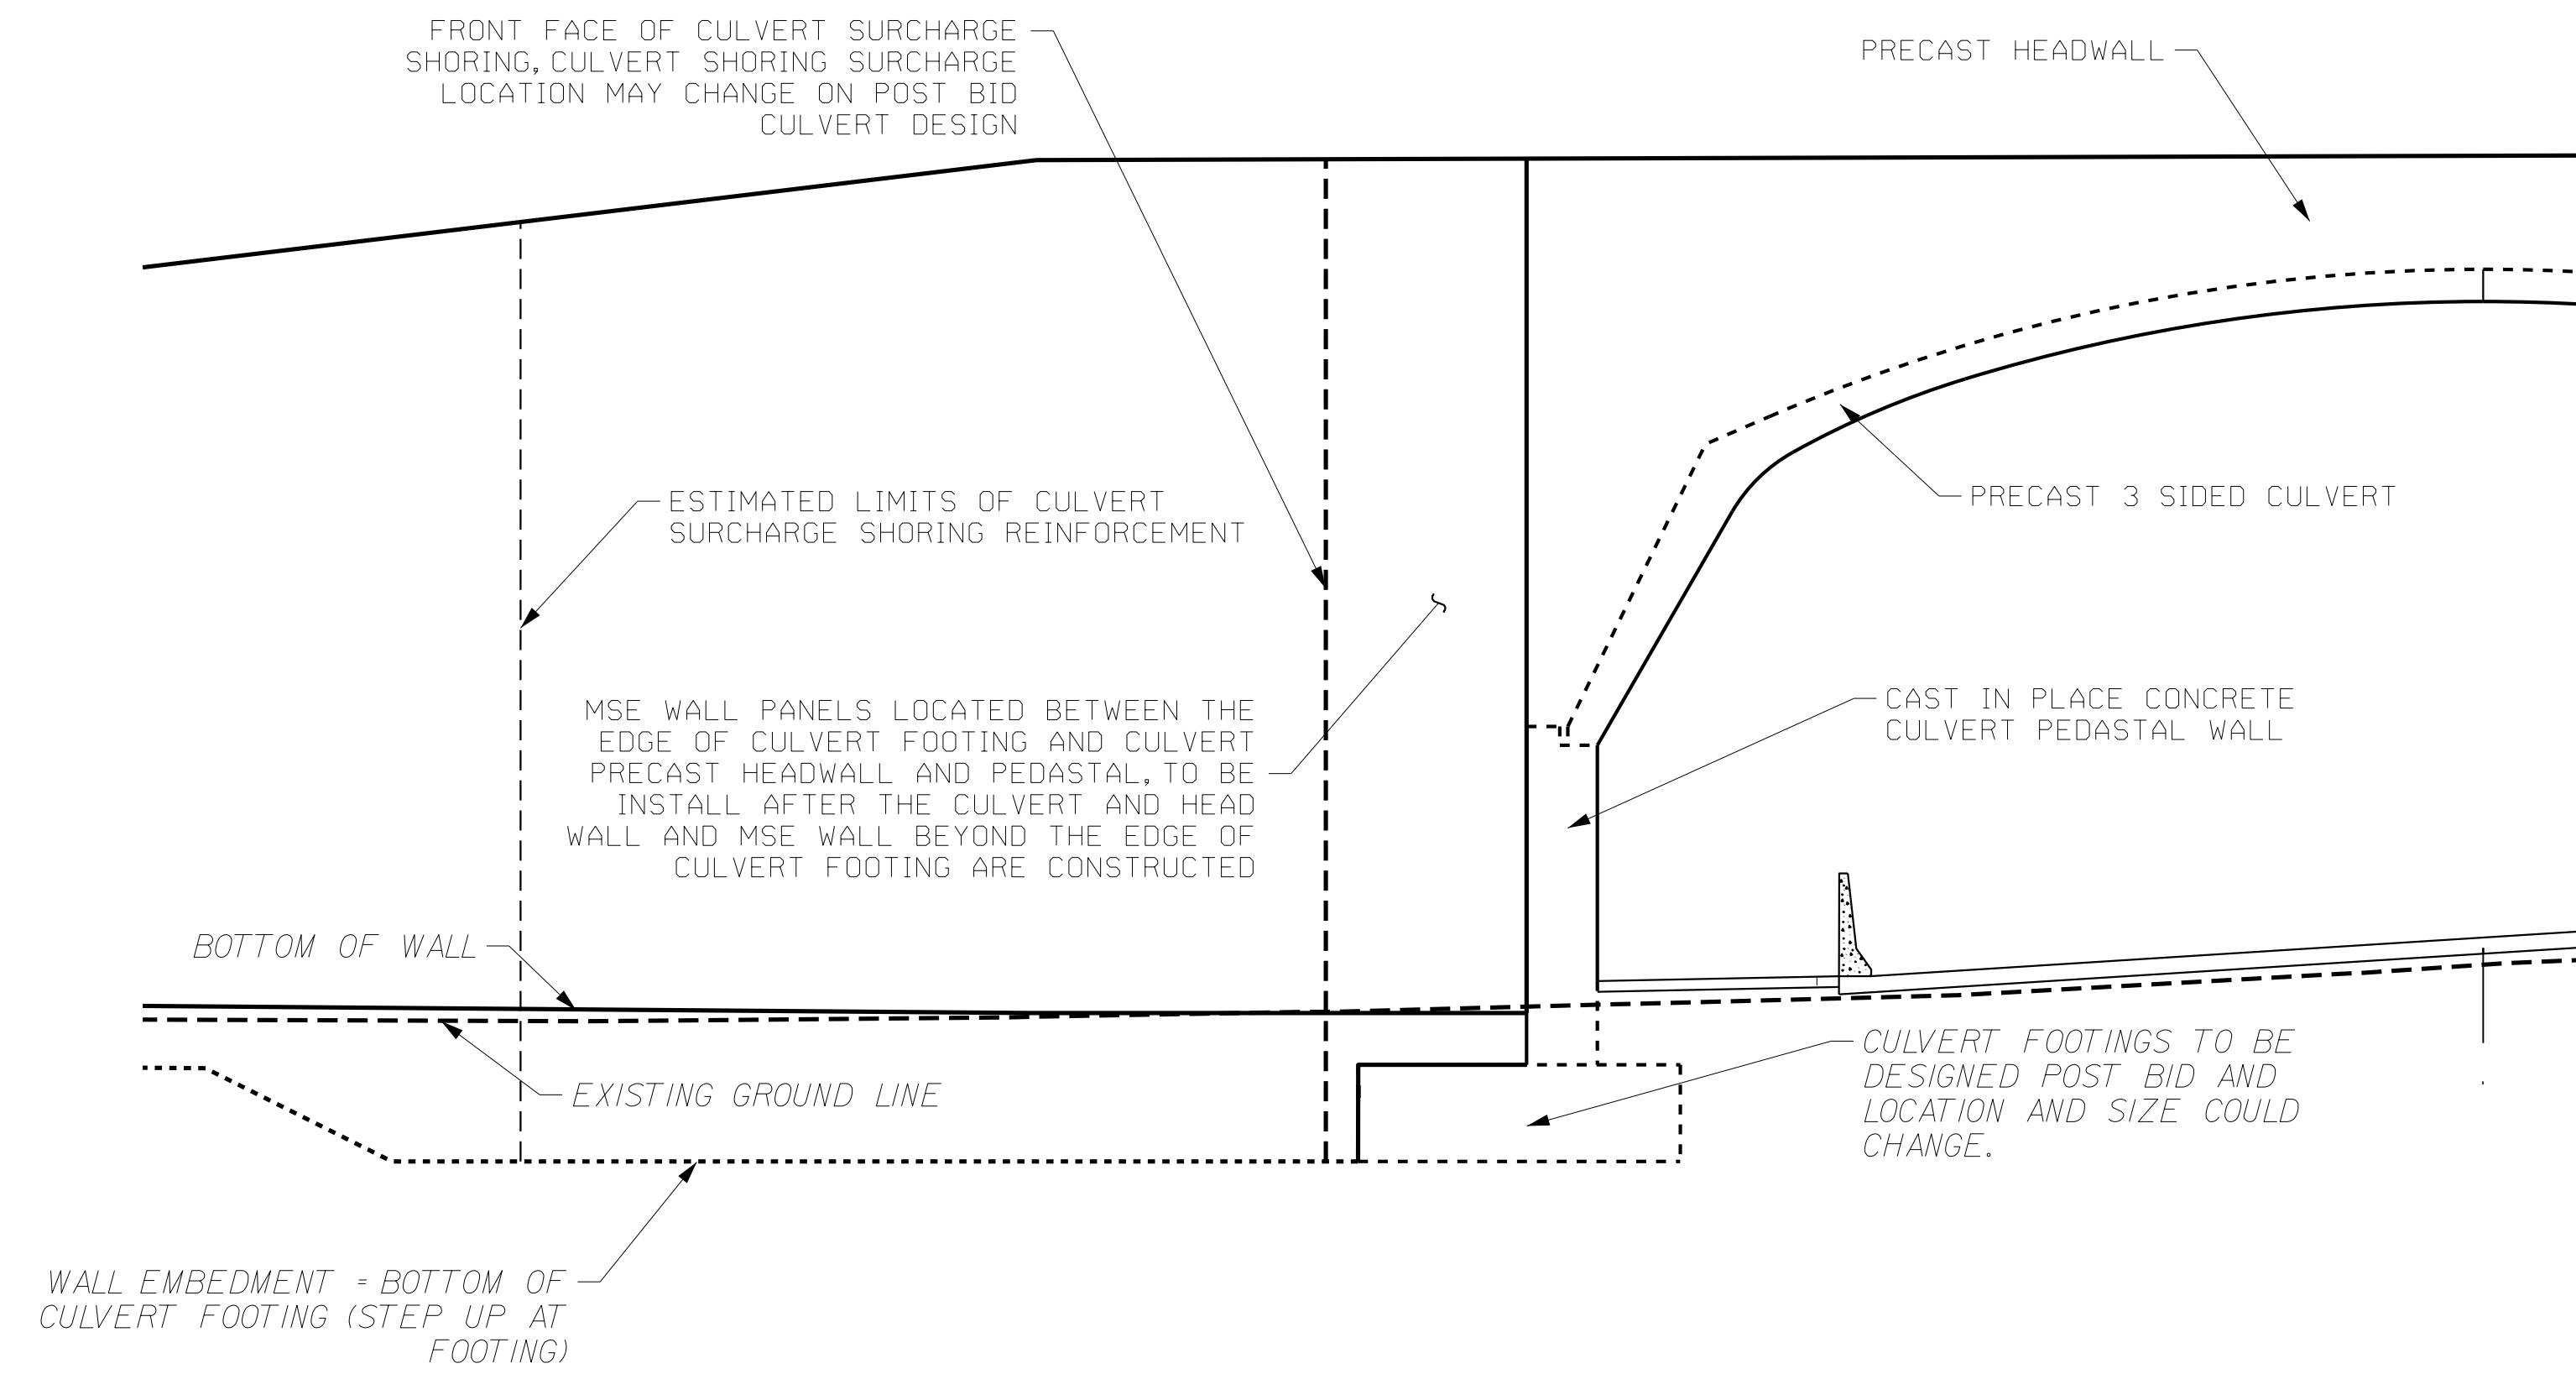 FRONT FACE OF CULVERT SURCHARGE
SHORING, CULVERT SHORING SURCHARGE
LOCATION MAY CHANGE ON POST BID
CULVERT DESIGN
PRECAST HEADWALL
ESTIMATED LIMITS OF CULVERT
SURCHARGE SHORING REINFORCEMENT
PRECAST 3 SIDED CULVERT
MSE WALL PANELS LOCATED BETWEEN THE
EDGE OF CULVERT FOOTING AND CULVERT
PRECAST HEADWALL AND PEDASTAL, TO BE
INSTALL AFTER THE CULVERT AND HEAD
WALL AND MSE WALL BEYOND THE EDGE OF
CULVERT FOOTING ARE CONSTRUCTED
CAST IN PLACE CONCRETE
CULVERT PEDASTAL WALL
BOTTOM OF WALL
EXISTING GROUND LINE
CULVERT FOOTINGS TO BE
DESIGNED POST BID AND
LOCATION AND SIZE COULD
CHANGE.
WALL EMBEDMENT = BOTTOM OF
CULVERT FOOTING (STEP UP AT
FOOTING)